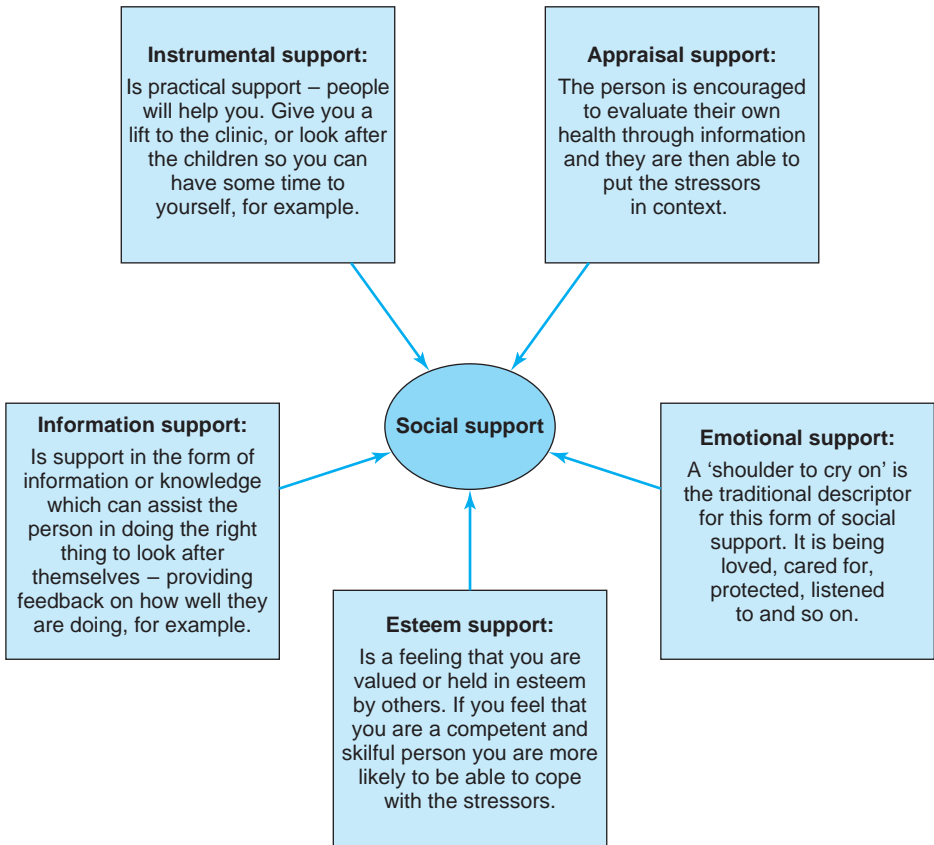 Instrumental support:
Is practical support – people
will help you. Give you a
lift to the clinic, or look after
the children so you can
have some time to
yourself, for example.
Appraisal support:
The person is encouraged
to evaluate their own
health through information
and they are then able to
put the stressors
in context.
Social support
Information support:
Is support in the form of
information or knowledge
which can assist the
person in doing the right
thing to look after
themselves – providing
feedback on how well they
are doing, for example.
Emotional support:
A ‘shoulder to cry on’ is
the traditional descriptor
for this form of social
support. It is being
loved, cared for,
protected, listened
to and so on.
Esteem support:
Is a feeling that you are
valued or held in esteem
by others. If you feel that
you are a competent and
skilful person you are more
likely to be able to cope
with the stressors.